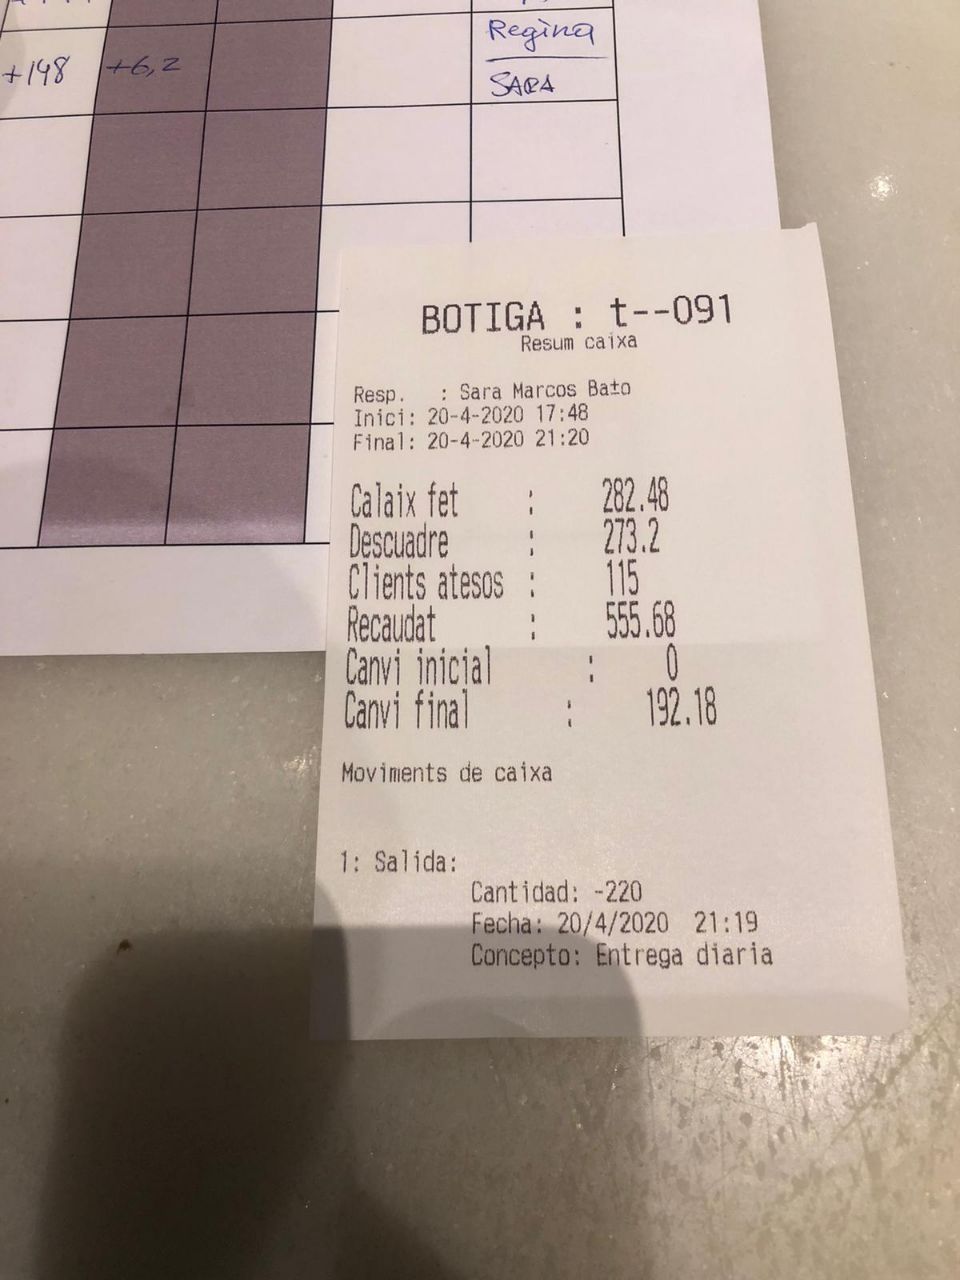 Regina
+148 +6,2
SARA
BOTIGA : t--091
Resum caixa
Resp. : Sara Marcos Bato
Inici: 20-4-2020 17:48
Final: 20-4-2020 21:20
Calaix fet : 282.48
Descuadre : 273.2
Clients atesos : 115
Recaudat : 555.68
Canvi inicial : 0
Canvi final : 192.18
Moviments de caixa
1: Salida:
Cantidad: -220
Fecha: 20/4/2020 21:19
Concepto: Entrega diaria